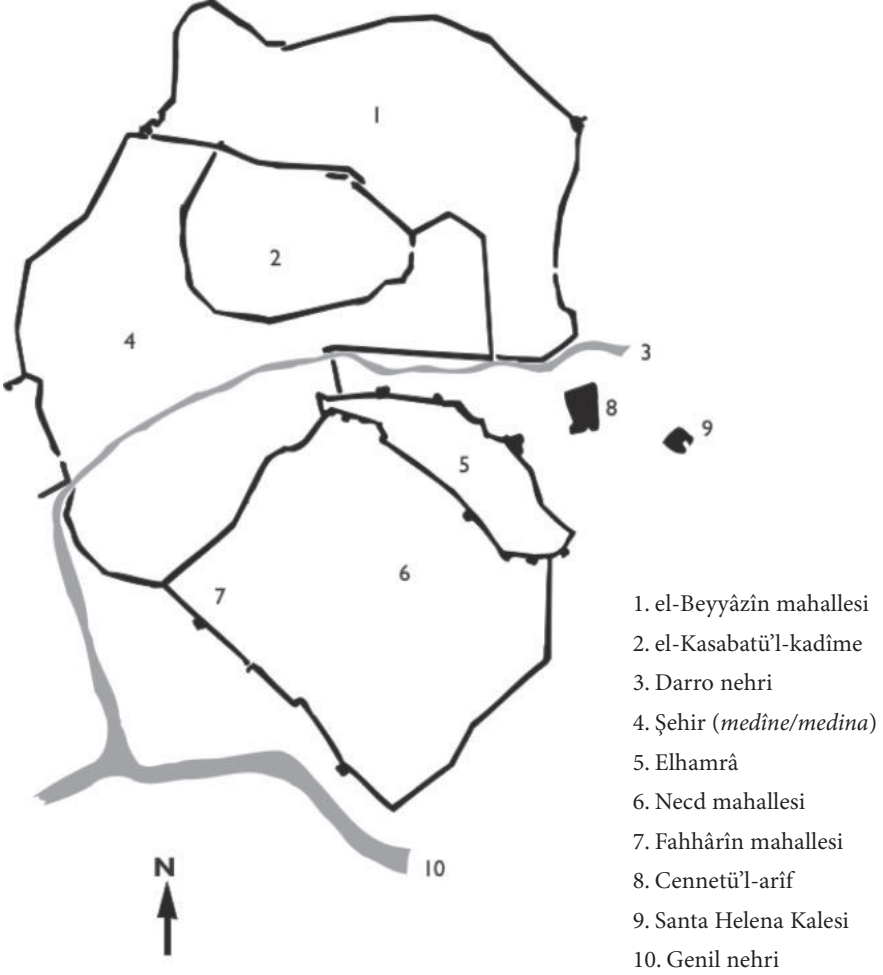 1
2
4
3
8
9
5
6
7
10
N
1. el-Beyyâzîn mahallesi
2. el-Kasabatü'l-kadîme
3. Darro nehri
4. Şehir (medîne/medina)
5. Elhamrâ
6. Necd mahallesi
7. Fahhârîn mahallesi
8. Cennetü'l-arîf
9. Santa Helena Kalesi
10. Genil nehri